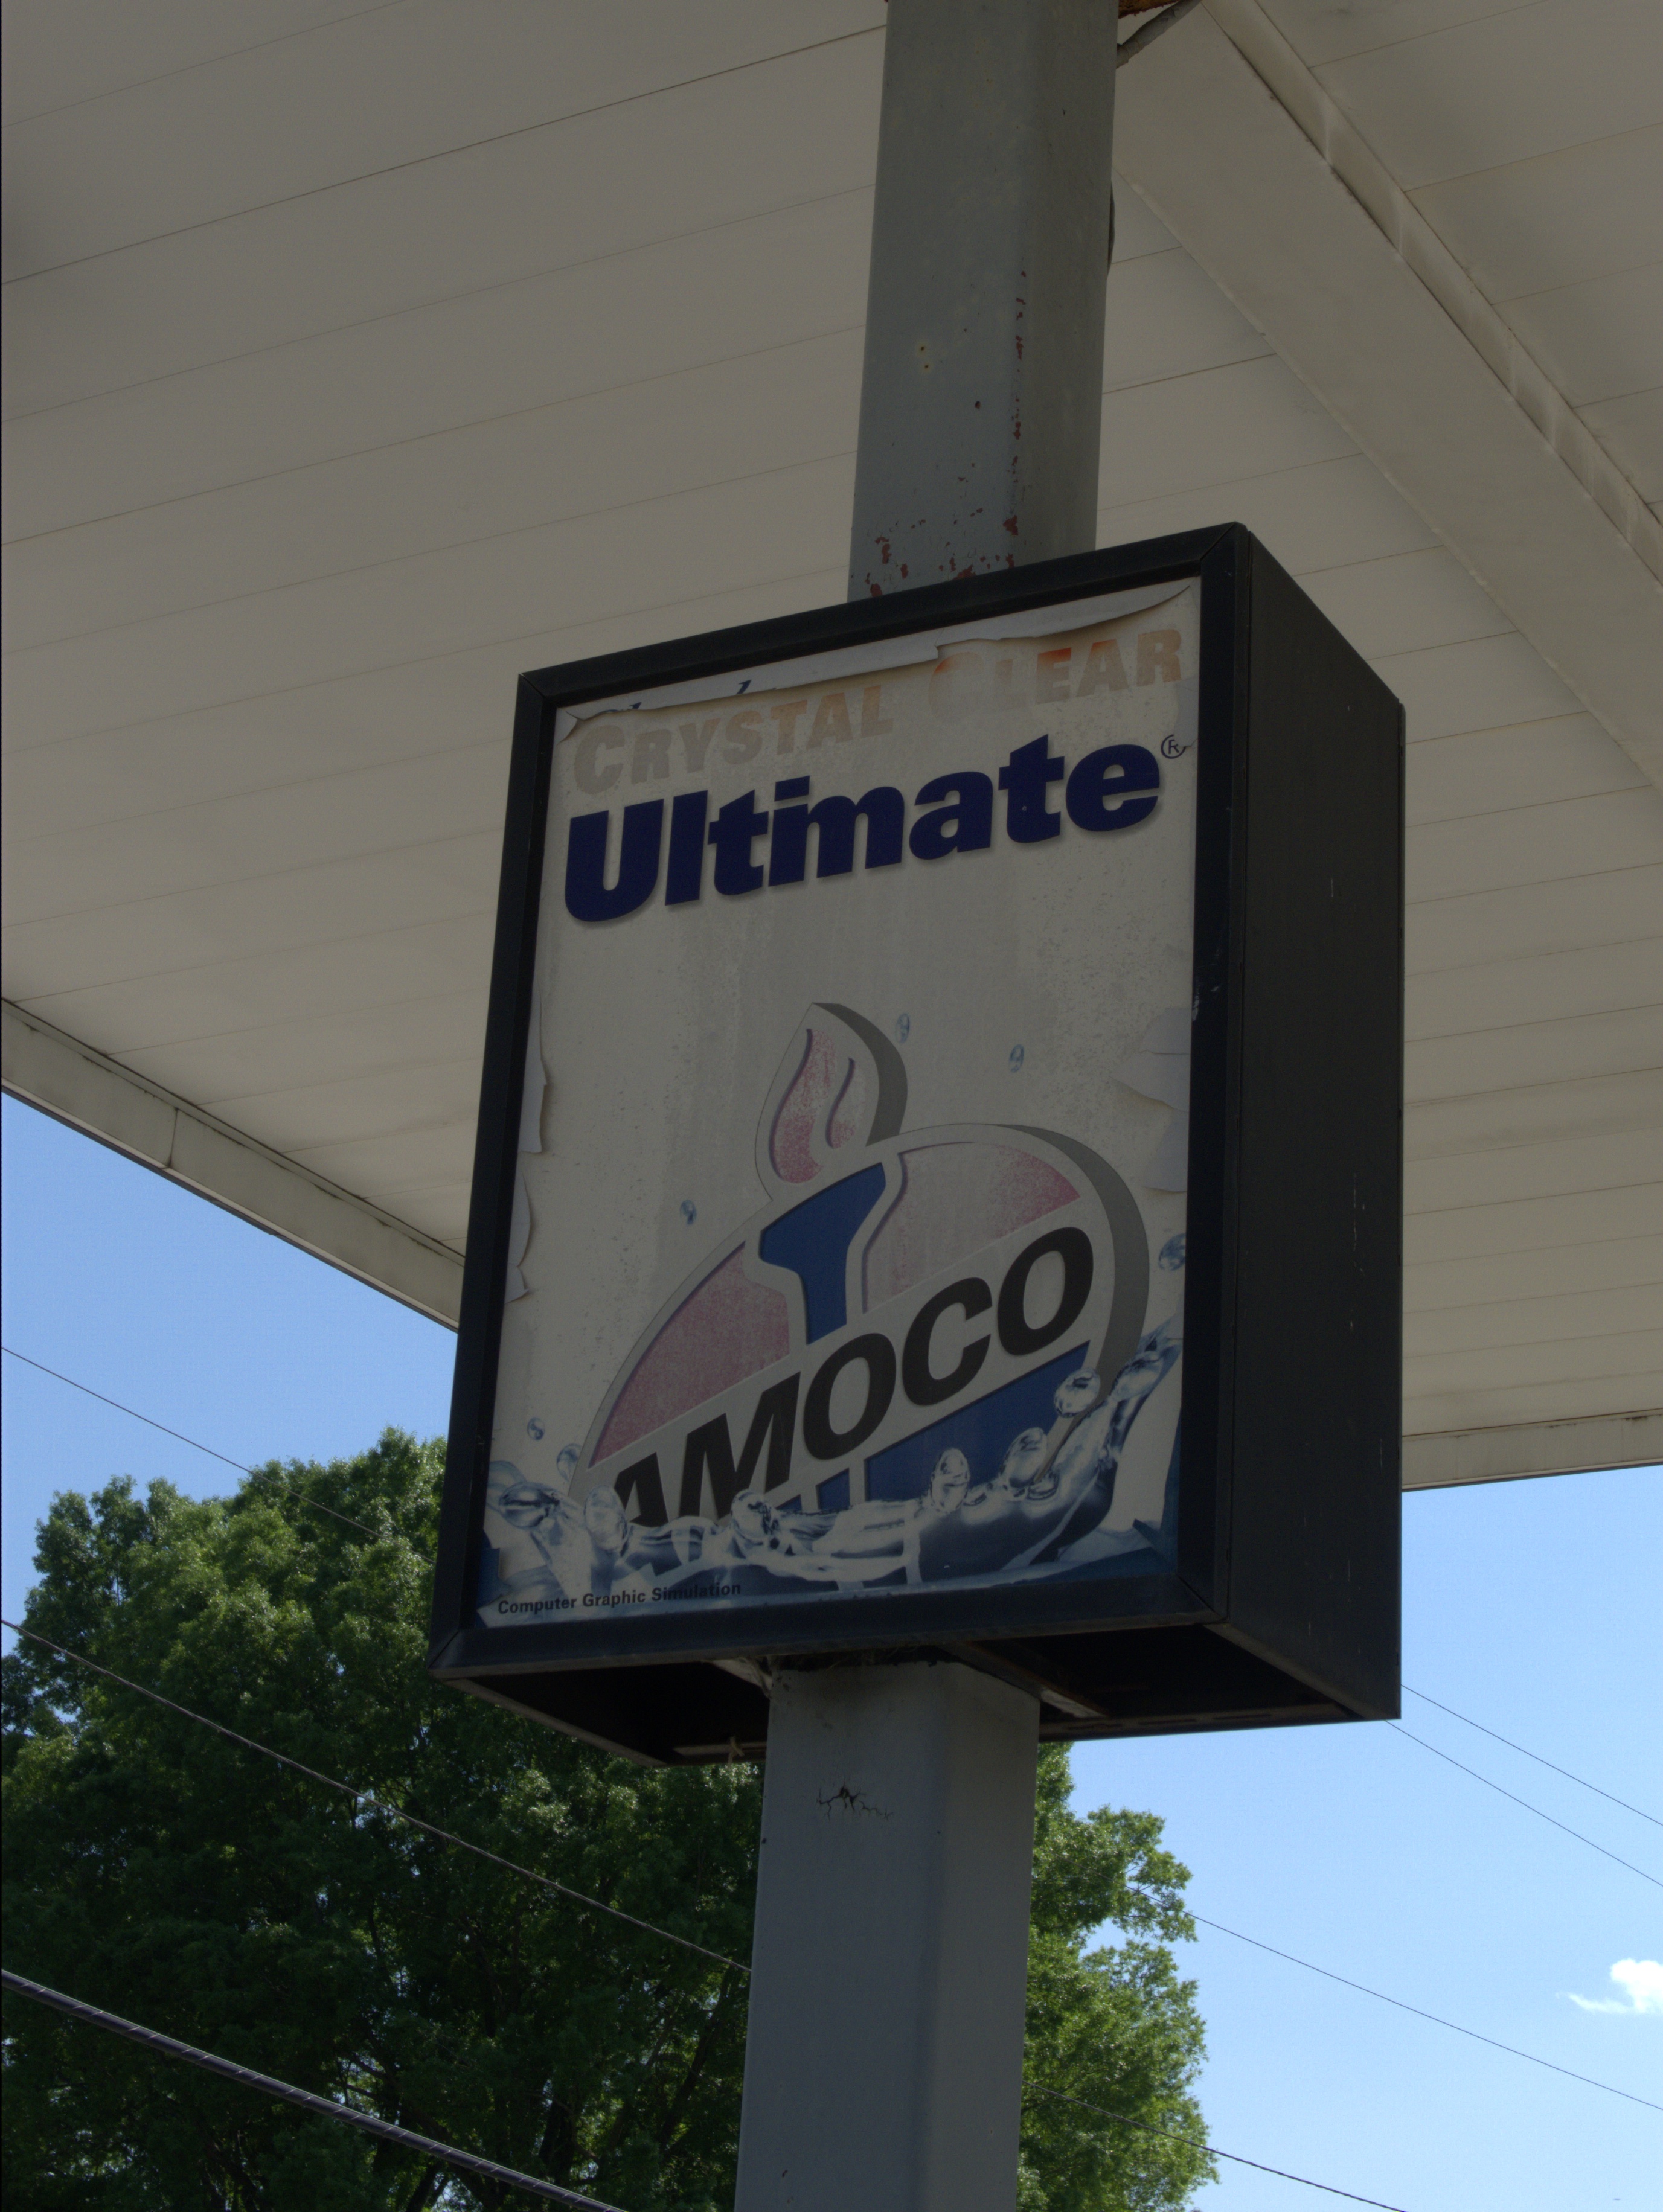 CRYSTAL CLEAR
Ultimate®
AMOCO
Computer Graphic Simulation